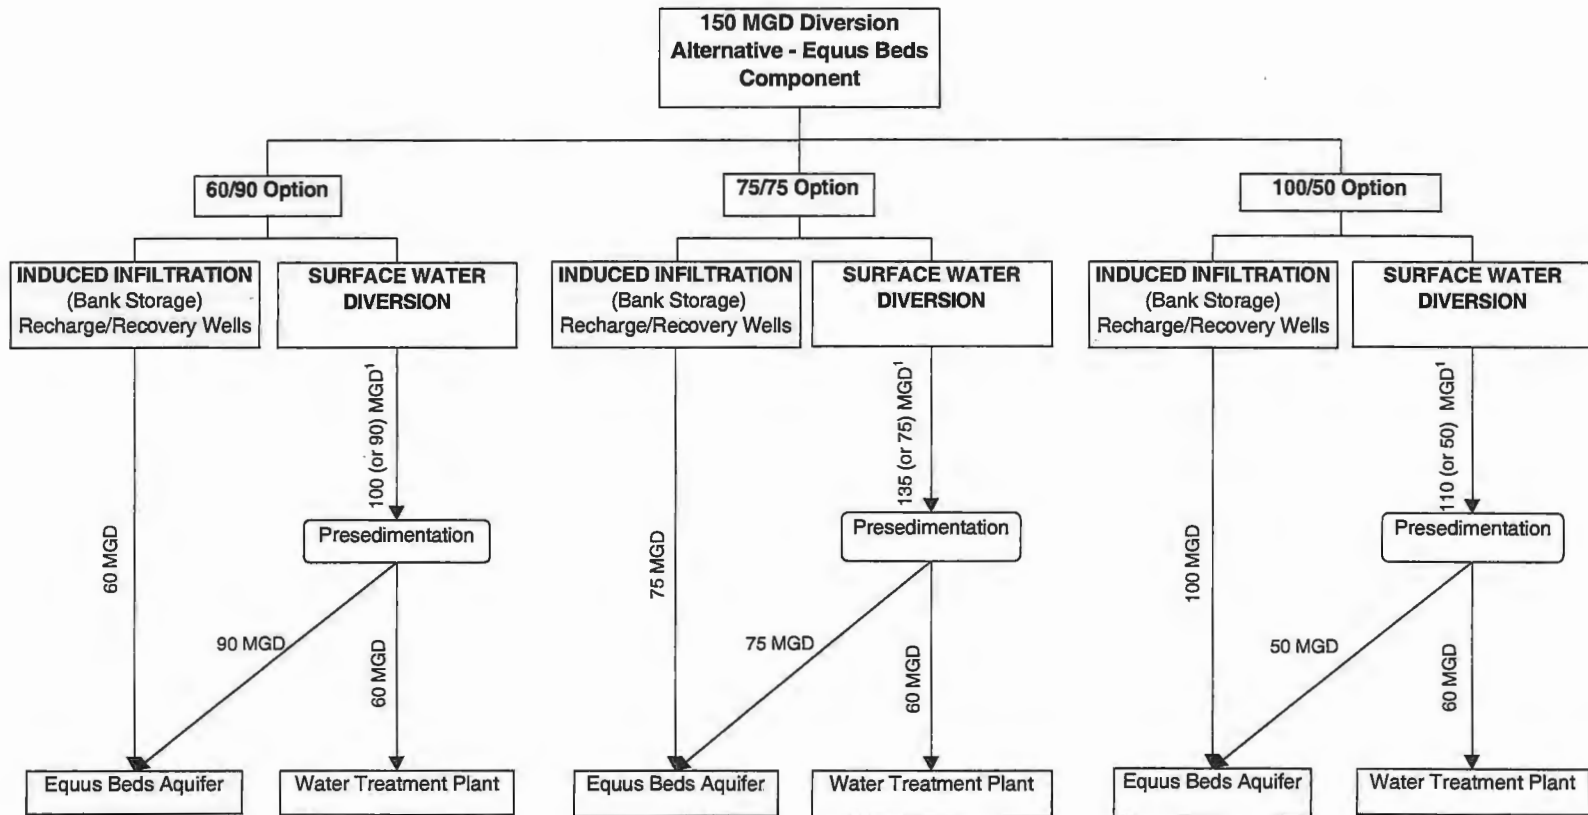 150 MGD Diversion
Alternative - Equus Beds
Component
60/90 Option
75/75 Option
100/50 Option
INDUCED INFILTRATION
(Bank Storage)
Recharge/Recovery Wells
SURFACE WATER
DIVERSION
INDUCED INFILTRATION
(Bank Storage)
Recharge/Recovery Wells
SURFACE WATER
DIVERSION
INDUCED INFILTRATION
(Bank Storage)
Recharge/Recovery Wells
SURFACE WATER
DIVERSION
100 (or 90) MGD¹
135 (or 75) MGD¹
110 (or 50) MGD¹
Presedimentation
Presedimentation
Presedimentation
60 MGD
90 MGD
60 MGD
75 MGD
75 MGD
60 MGD
100 MGD
50 MGD
60 MGD
Equus Beds Aquifer
Water Treatment Plant
Equus Beds Aquifer
Water Treatment Plant
Equus Beds Aquifer
Water Treatment Plant